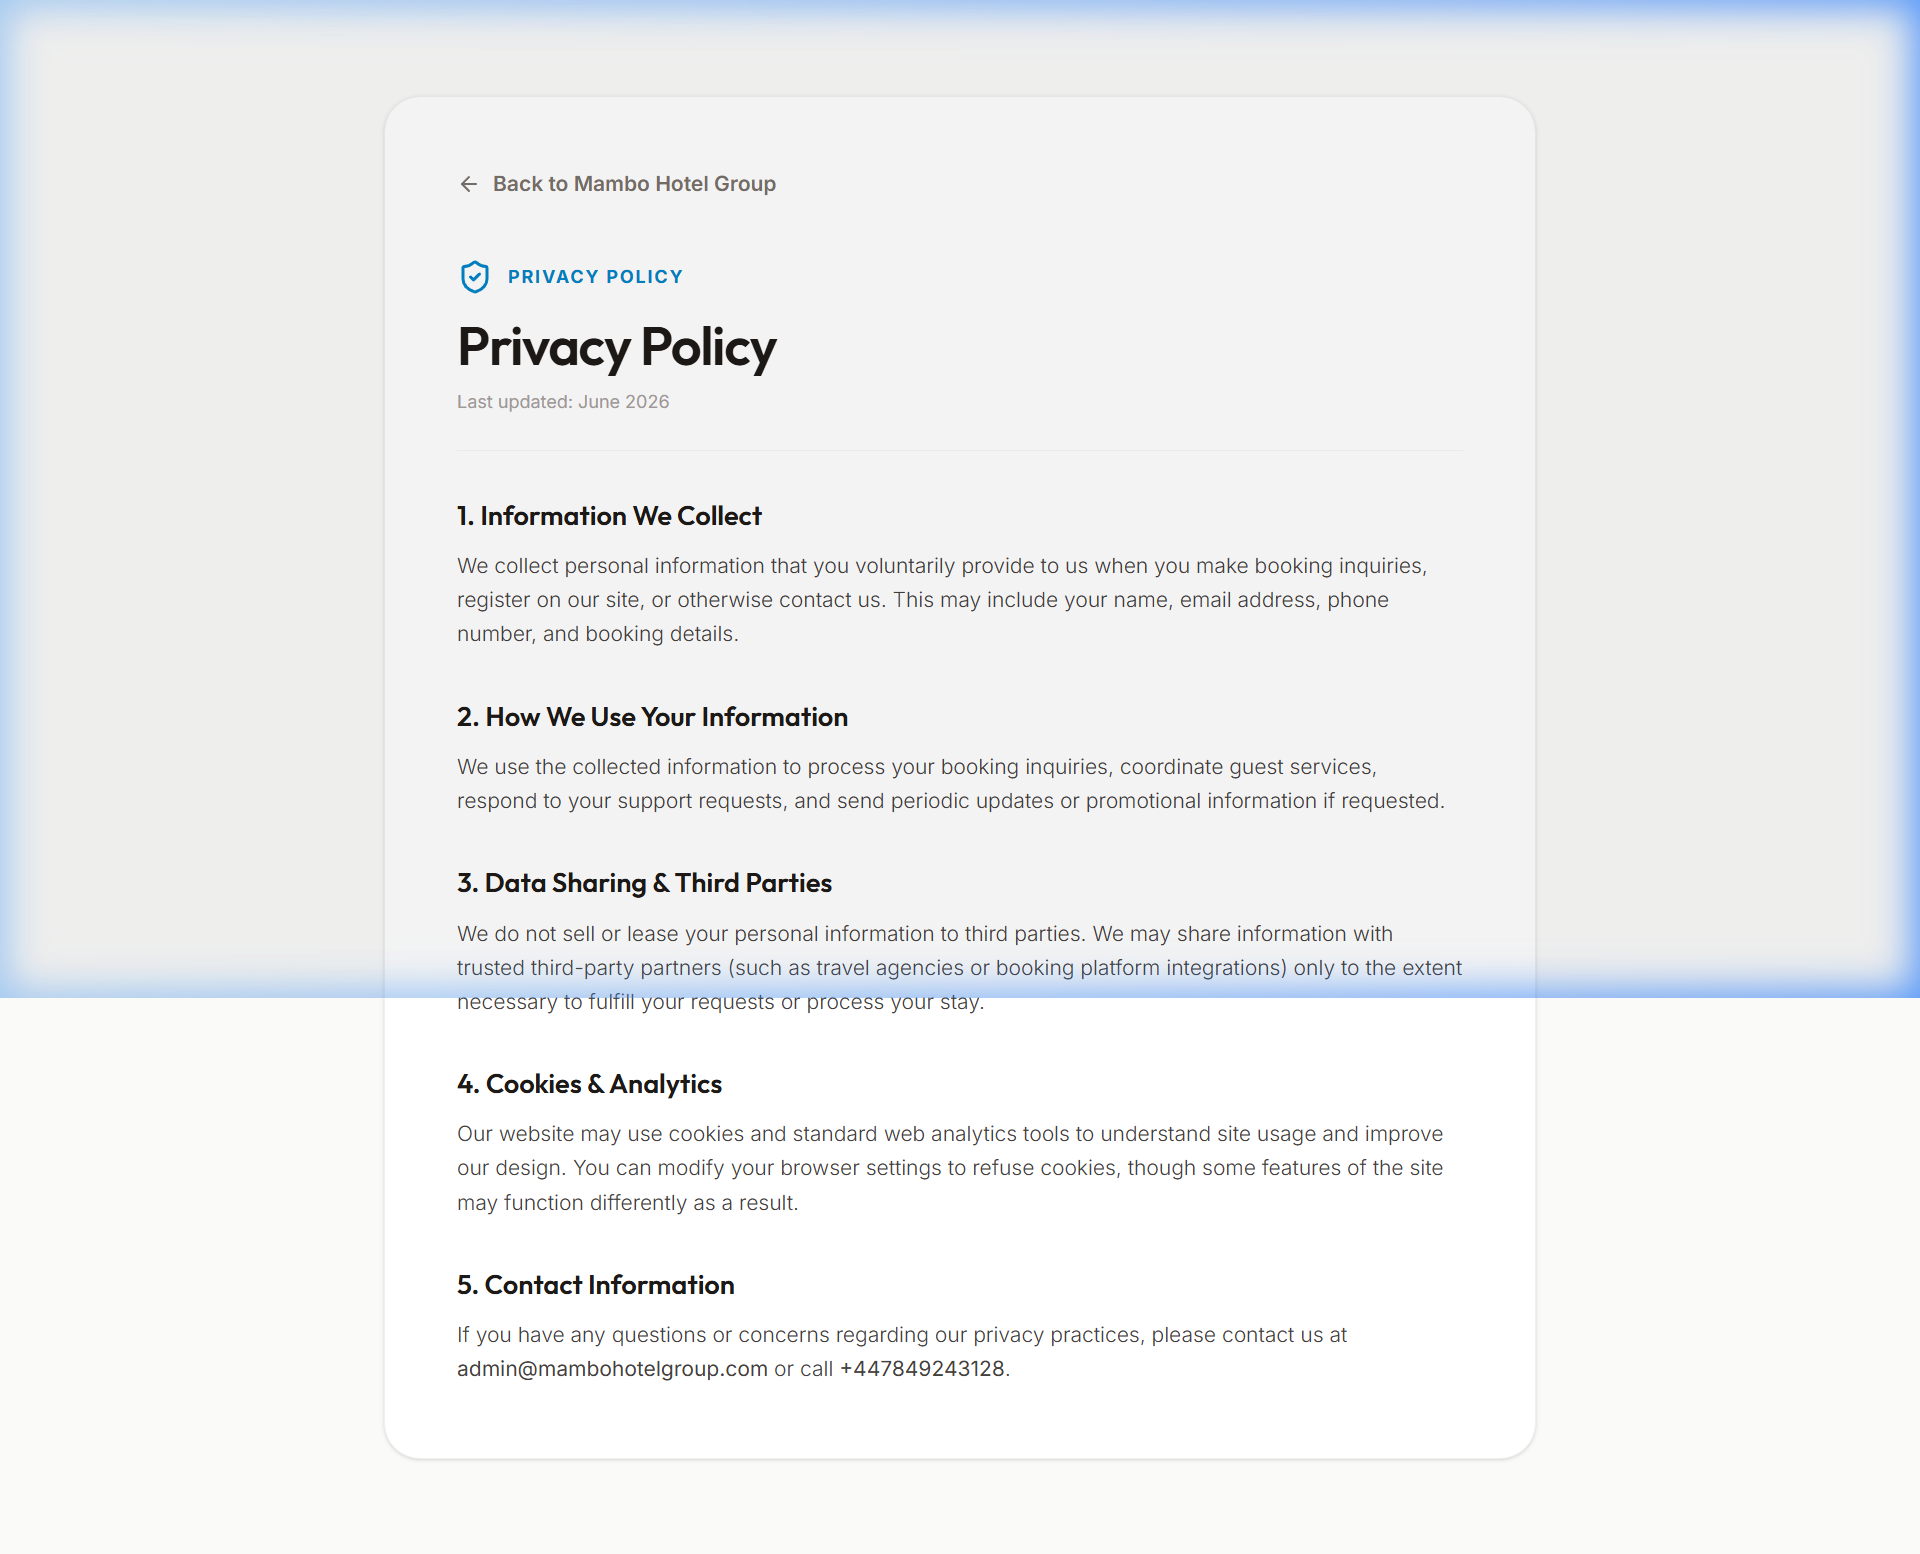 Back to Mambo Hotel Group
PRIVACY POLICY
Privacy Policy
Last updated: June 2026
1. Information We Collect
We collect personal information that you voluntarily provide to us when you make booking inquiries,
register on our site, or otherwise contact us. This may include your name, email address, phone
number, and booking details.
2. How We Use Your Information
We use the collected information to process your booking inquiries, coordinate guest services,
respond to your support requests, and send periodic updates or promotional information if requested.
3. Data Sharing & Third Parties
We do not sell or lease your personal information to third parties. We may share information with
trusted third-party partners (such as travel agencies or booking platform integrations) only to the extent
necessary to fulfill your requests or process your stay.
4. Cookies & Analytics
Our website may use cookies and standard web analytics tools to understand site usage and improve
our design. You can modify your browser settings to refuse cookies, though some features of the site
may function differently as a result.
5. Contact Information
If you have any questions or concerns regarding our privacy practices, please contact us at
admin@mambohotelgroup.com or call +447849243128.